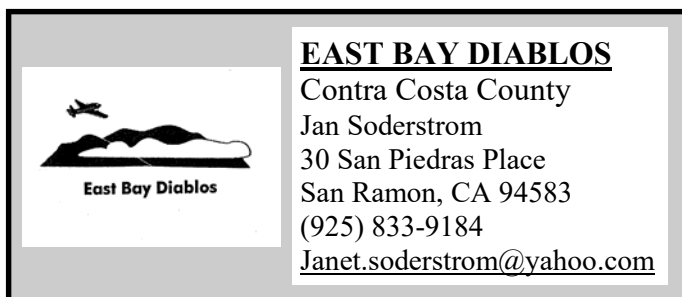 East Bay Diablos
EAST BAY DIABLOS
Contra Costa County
Jan Soderstrom
30 San Piedras Place
San Ramon, CA 94583
(925) 833-9184
Janet.soderstrom@yahoo.com